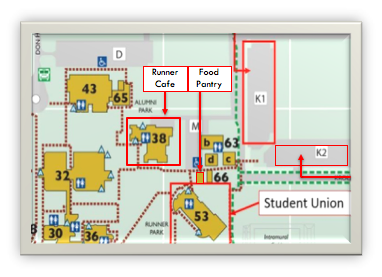 DON H
D
Runner
Cafe
Food
Pantry
43
65
ALUMNI
PARK
K1
M
38
b
63
d
c
K2
32
66
Student Union
53
RUNNER
PARK
30
36
Intramural